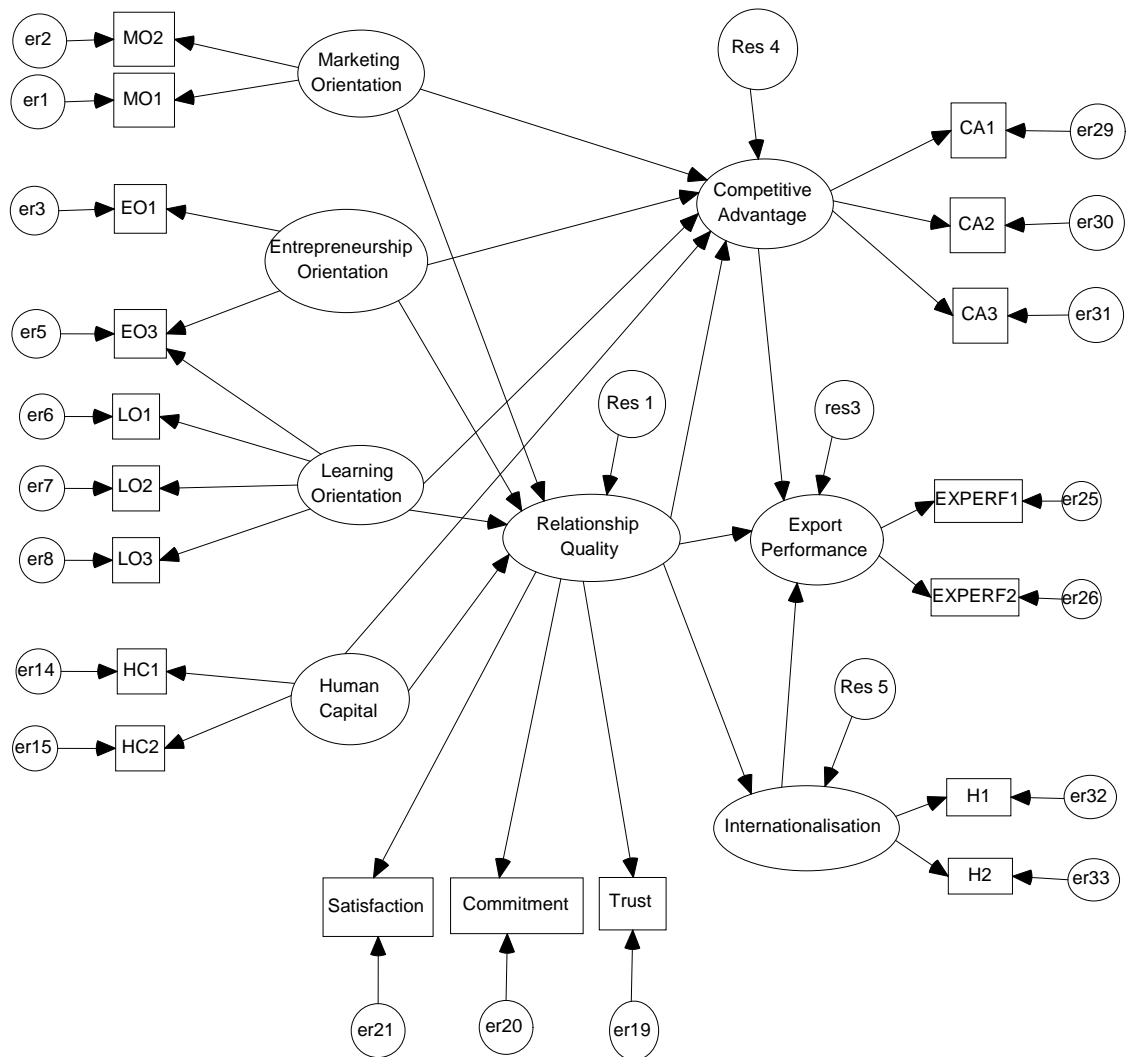 er2
MO2
Marketing
Orientation
Res 4
er1
MO1
CA1
er29
er3
EO1
Entrepreneurship
Orientation
Competitive
Advantage
CA2
er30
er5
EO3
CA3
er31
er6
LO1
Res 1
res3
er7
LO2
Learning
Orientation
er8
LO3
Relationship
Quality
Export
Performance
EXPERF1
er25
EXPERF2
er26
er14
HC1
Human
Capital
Res 5
er15
HC2
Internationalisation
H1
er32
H2
er33
Satisfaction
Commitment
Trust
er21
er20
er19